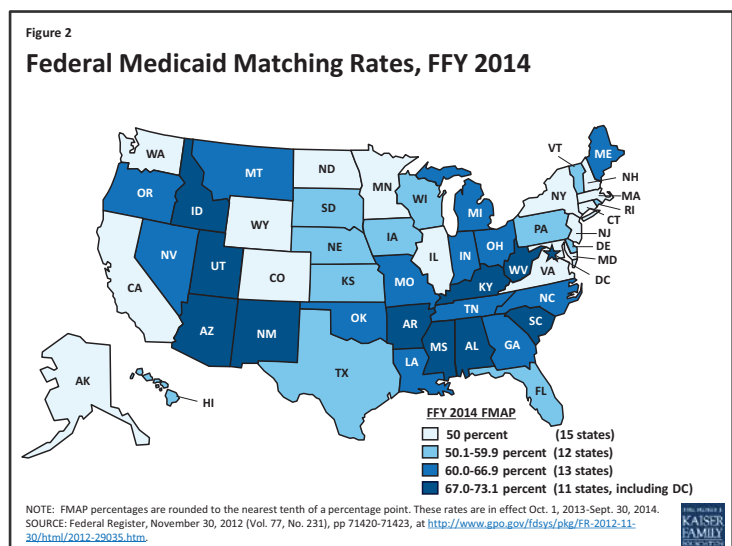 Figure 2
Federal Medicaid Matching Rates, FFY 2014
WA
OR
CA
NV
ID
MT
WY
UT
AZ
CO
NM
ND
SD
NE
KS
OK
TX
MN
IA
MO
AR
LA
WI
IL
MI
IN
OH
KY
TN
MS
AL
GA
FL
SC
NC
VA
WV
PA
NY
VT
ME
NH
MA
RI
CT
NJ
DE
MD
DC
AK
HI
FFY 2014 FMAP
50 percent (15 states)
50.1-59.9 percent (12 states)
60.0-66.9 percent (13 states)
67.0-73.1 percent (11 states, including DC)
NOTE: FMAP percentages are rounded to the nearest tenth of a percentage point. These rates are in effect Oct. 1, 2013-Sept. 30, 2014.
SOURCE: Federal Register, November 30, 2012 (Vol. 77, No. 231), pp 71420-71423, at http://www.gpo.gov/fdsys/pkg/FR-2012-11-
30/html/2012-29035.htm.
THE HENRY J.
KAISER
FAMILY
FOUNDATION